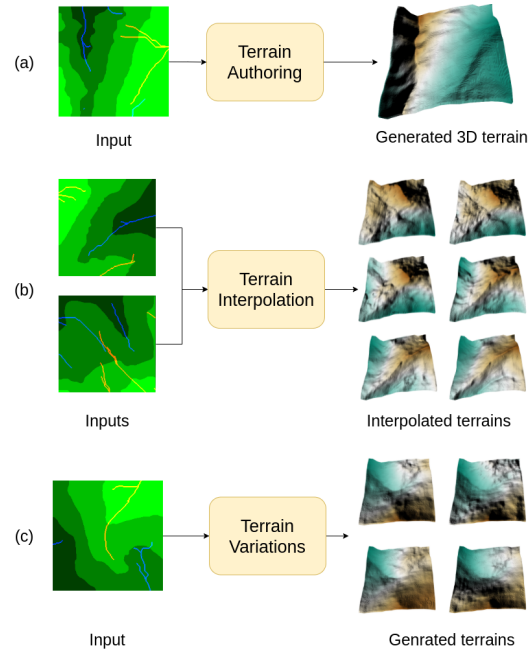 (a)
Terrain
Authoring
Input
Generated 3D terrain
(b)
Terrain
Interpolation
Inputs
Interpolated terrains
(c)
Terrain
Variations
Input
Genrated terrains